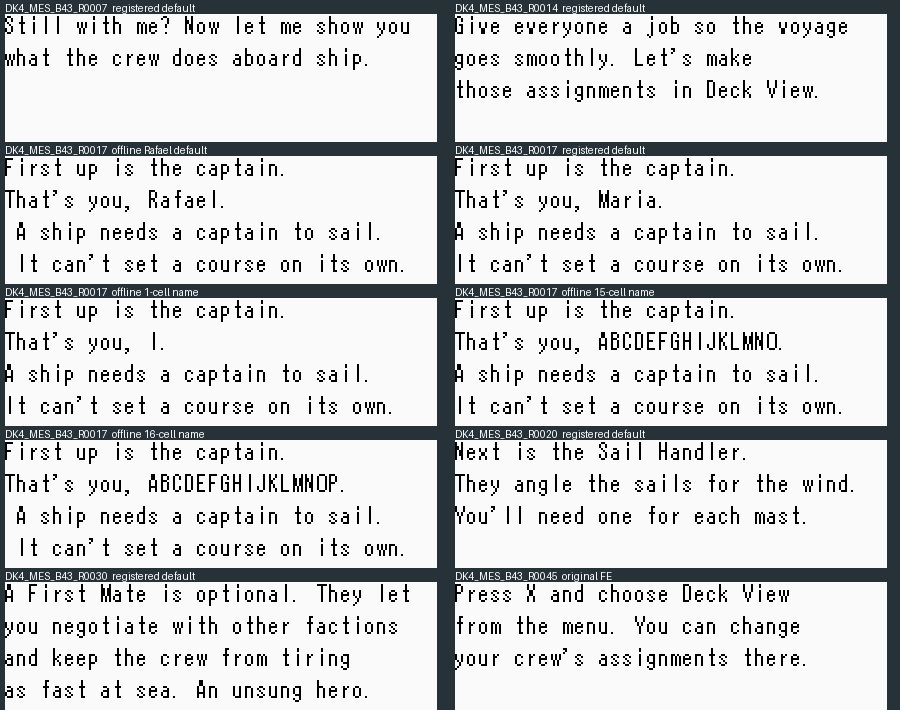 DK4_MES_B43_R0007 registered default
Still with me? Now let me show you
what the crew does aboard ship.
DK4_MES_B43_R0014 registered default
Give everyone a job so the voyage
goes smoothly. Let's make
those assignments in Deck View.
DK4_MES_B43_R0017 offline Rafael default
First up is the captain.
That's you, Rafael.
A ship needs a captain to sail.
It can't set a course on its own.
DK4_MES_B43_R0017 registered default
First up is the captain.
That's you, Maria.
A ship needs a captain to sail.
It can't set a course on its own.
DK4_MES_B43_R0017 offline 1-cell name
First up is the captain.
That's you, I.
A ship needs a captain to sail.
It can't set a course on its own.
DK4_MES_B43_R0017 offline 15-cell name
First up is the captain.
That's you, ABCDEFGHIJKLMNO.
A ship needs a captain to sail.
It can't set a course on its own.
DK4_MES_B43_R0017 offline 16-cell name
First up is the captain.
That's you, ABCDEFGHIJKLMNOP.
A ship needs a captain to sail.
It can't set a course on its own.
DK4_MES_B43_R0020 registered default
Next is the Sail Handler.
They angle the sails for the wind.
You'll need one for each mast.
DK4_MES_B43_R0030 registered default
A First Mate is optional. They let
you negotiate with other factions
and keep the crew from tiring
as fast at sea. An unsung hero.
DK4_MES_B43_R0045 original FE
Press X and choose Deck View
from the menu. You can change
your crew's assignments there.